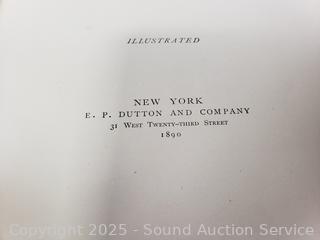 ILLUSTRATED
NEW YORK
E. P. DUTTON AND COMPANY
31 WEST TWENTY-THIRD STREET
1890
Copyright 2025 - Sound Auction Service